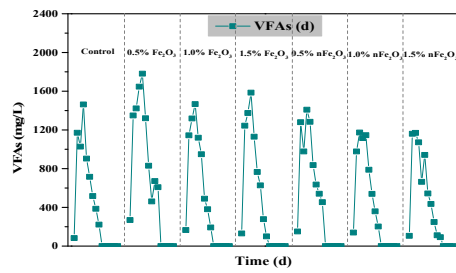 VFAs (d)
Control
0.5% Fe₂O₃
1.0% Fe₂O₃
1.5% Fe₂O₃
0.5% nFe₂O₃
1.0% nFe₂O₃
1.5% nFe₂O₃
VFAs (mg/L)
2400
2000
1600
1200
800
400
0
Time (d)